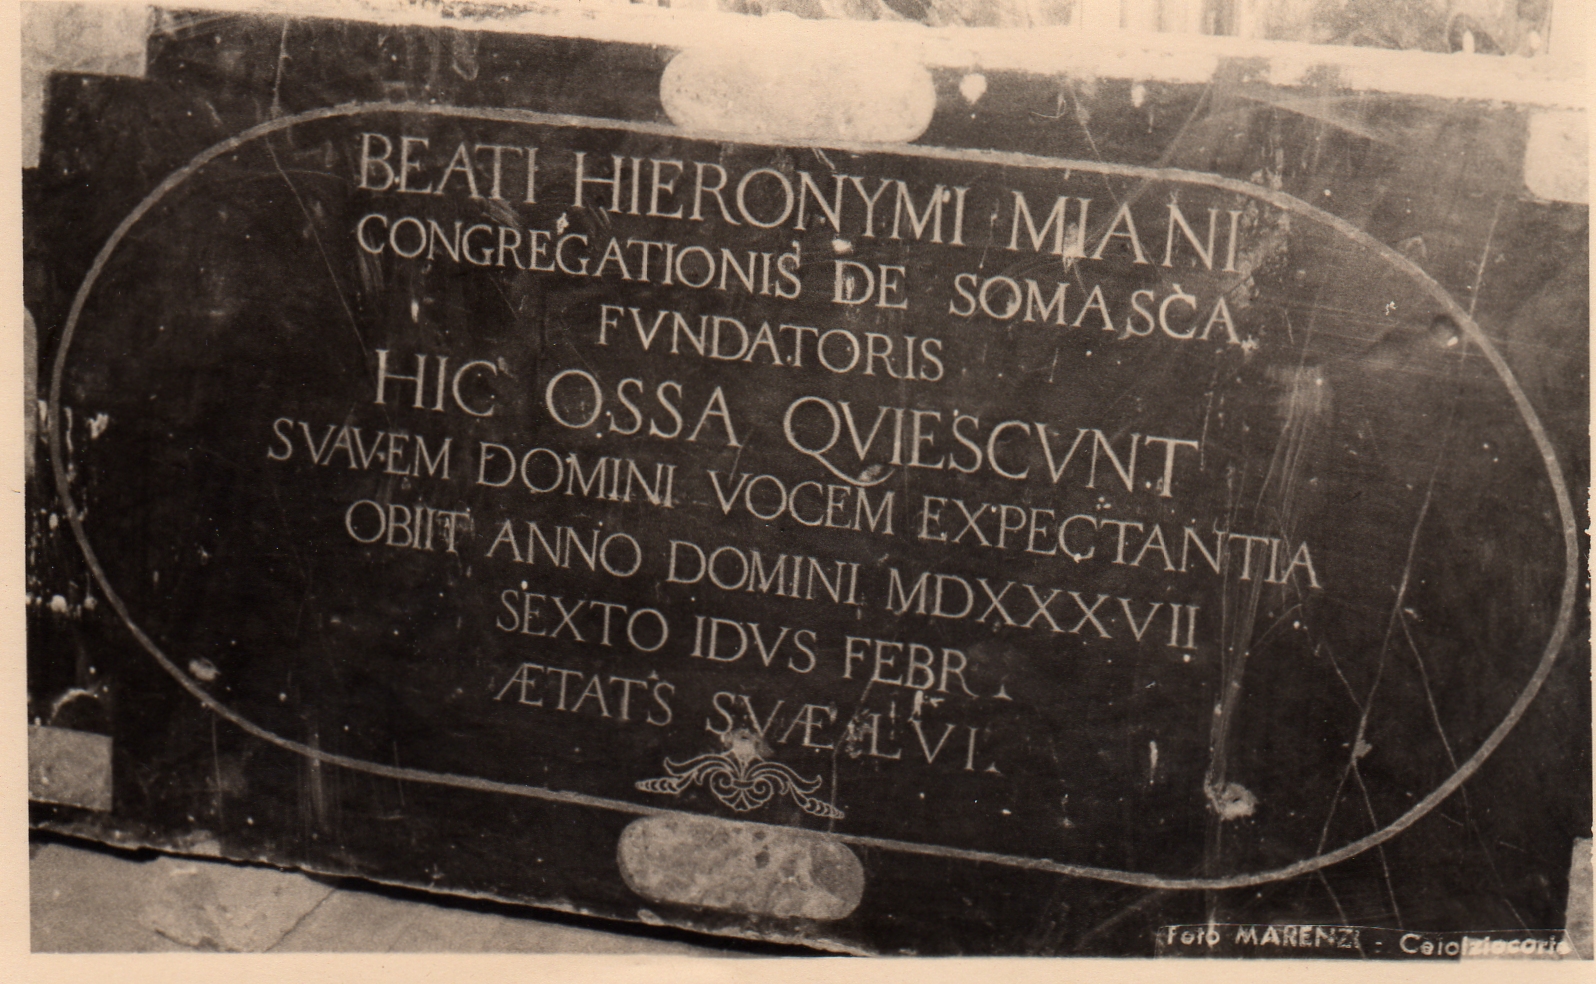 BEATI HIERONYMI MIANI
CONGREGATIONIS DE SOMASCA
FVNDATORIS
HIC OSSA QVIESCVNT
SVAVEM DOMINI VOCEM EXPECTANTIA
OBIIT ANNO DOMINI MDXXXVII
SEXTO IDVS FEBR.
ÆTATS SVÆ LVI.
Foto MARENZI - Calolziocorte